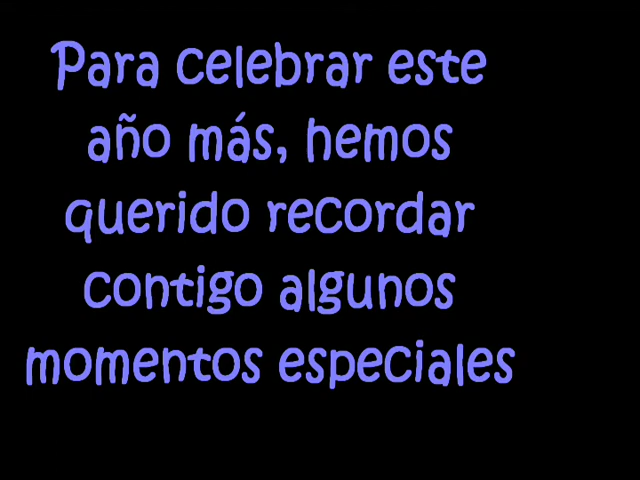 Para celebrar este
año más, hemos
querido recordar
contigo algunos
momentos especiales